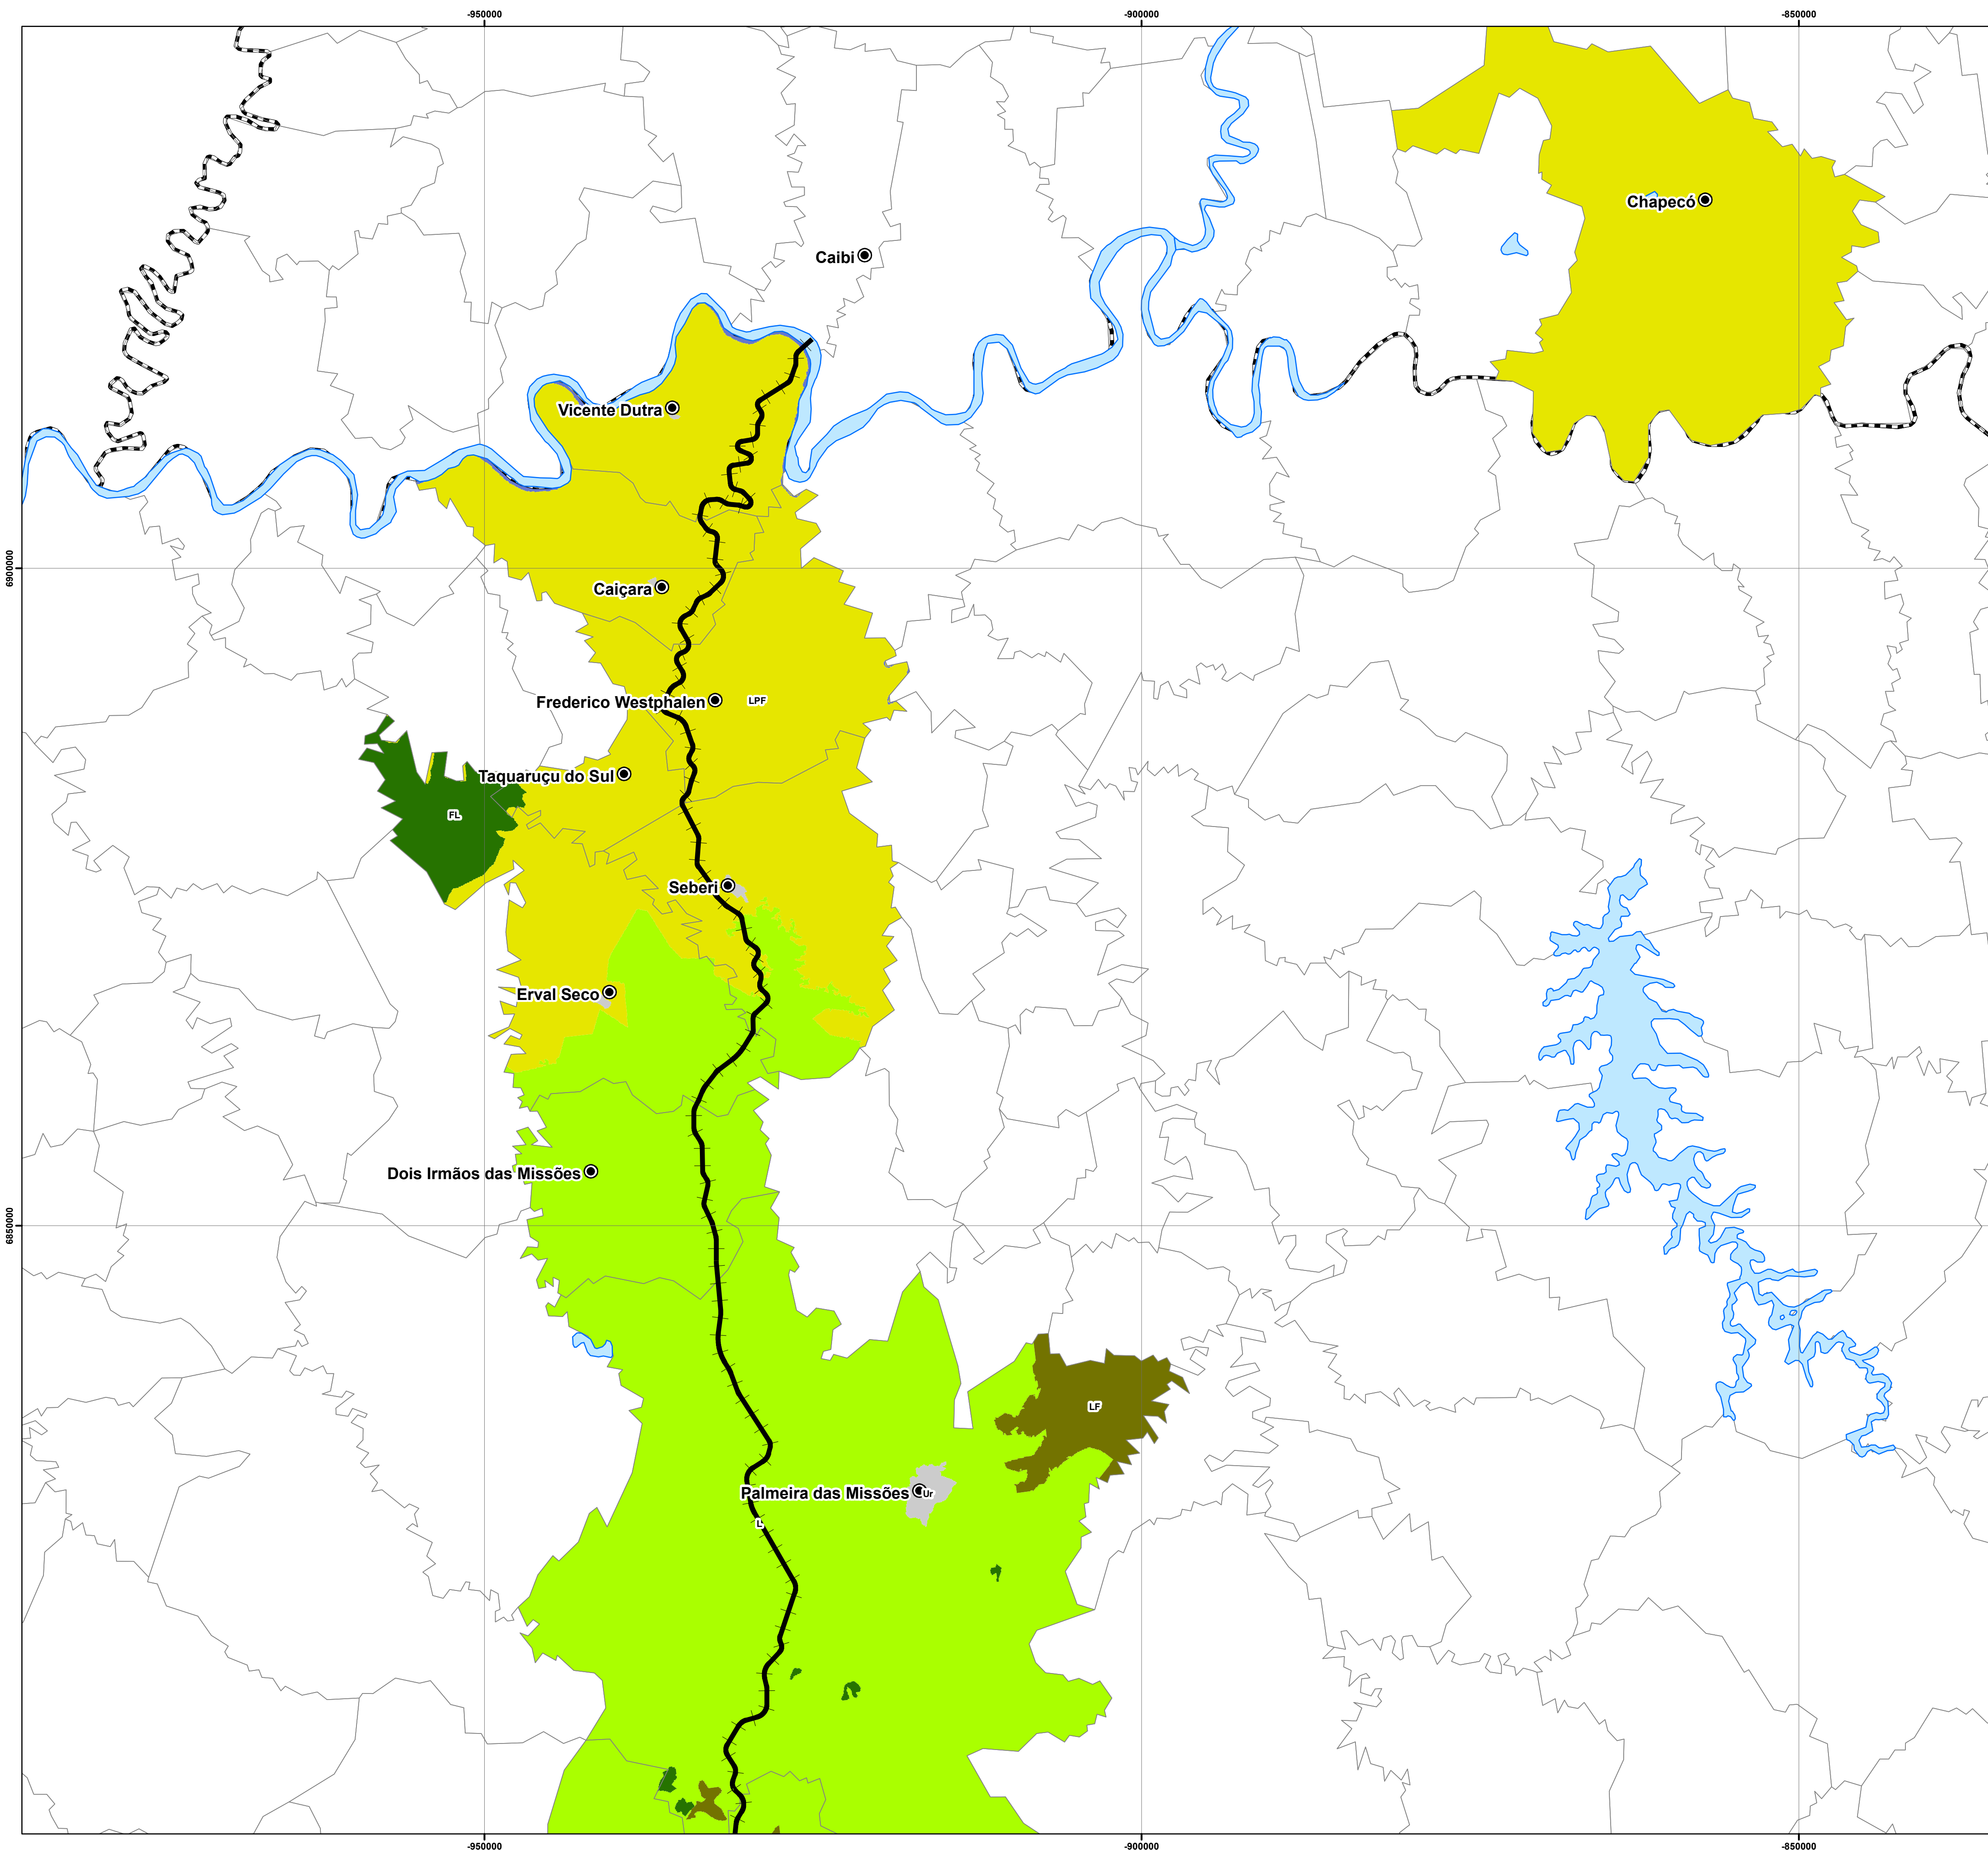 -950000
-900000
-850000
Chapecó
Caibi
Vicente Dutra
6900000
Caiçara
Frederico Westphalen
LPF
Taquaruçu do Sul
FL
Seberi
Erval Seco
Dois Irmãos das Missões
6850000
LF
Palmeira das Missões
Ur
L
-950000
-900000
-850000